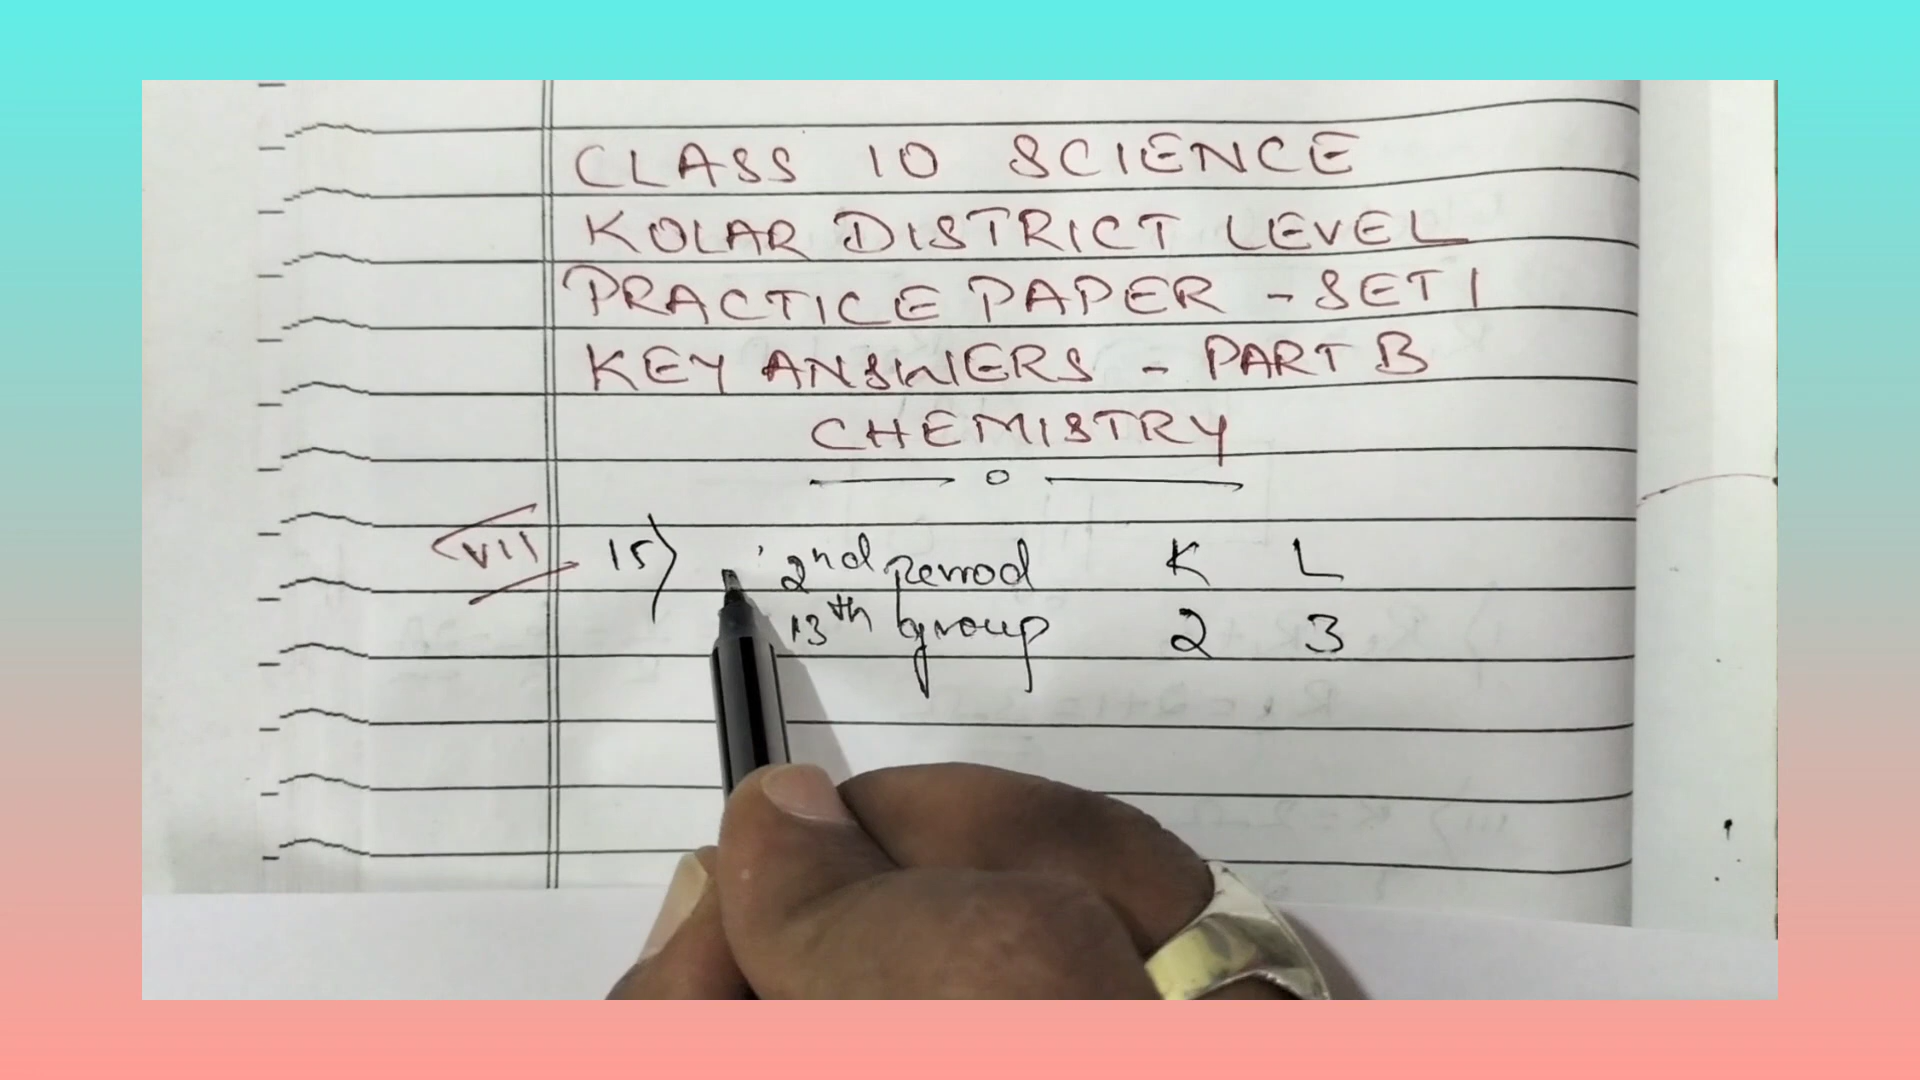 CLASS 10 SCIENCE
KOLAR DISTRICT LEVEL
PRACTICE PAPER - SET 1
KEY ANSWERS - PART B
CHEMISTRY
VII 15) 2nd period K L
13th group 2 3